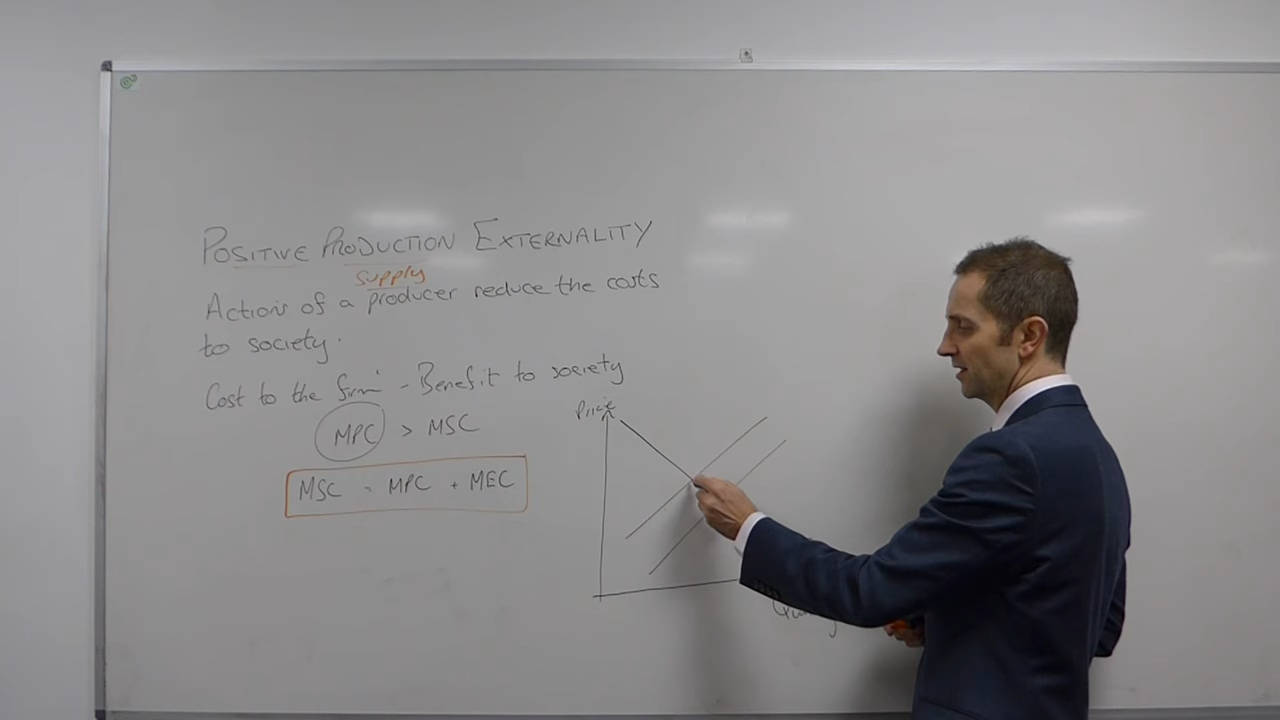 POSITIVE PRODUCTION EXTERNALITY
supply
Actions of a producer reduce the costs
to society.
Cost to the firm - Benefit to society
MPC > MSC
MSC = MPC + MEC
Price